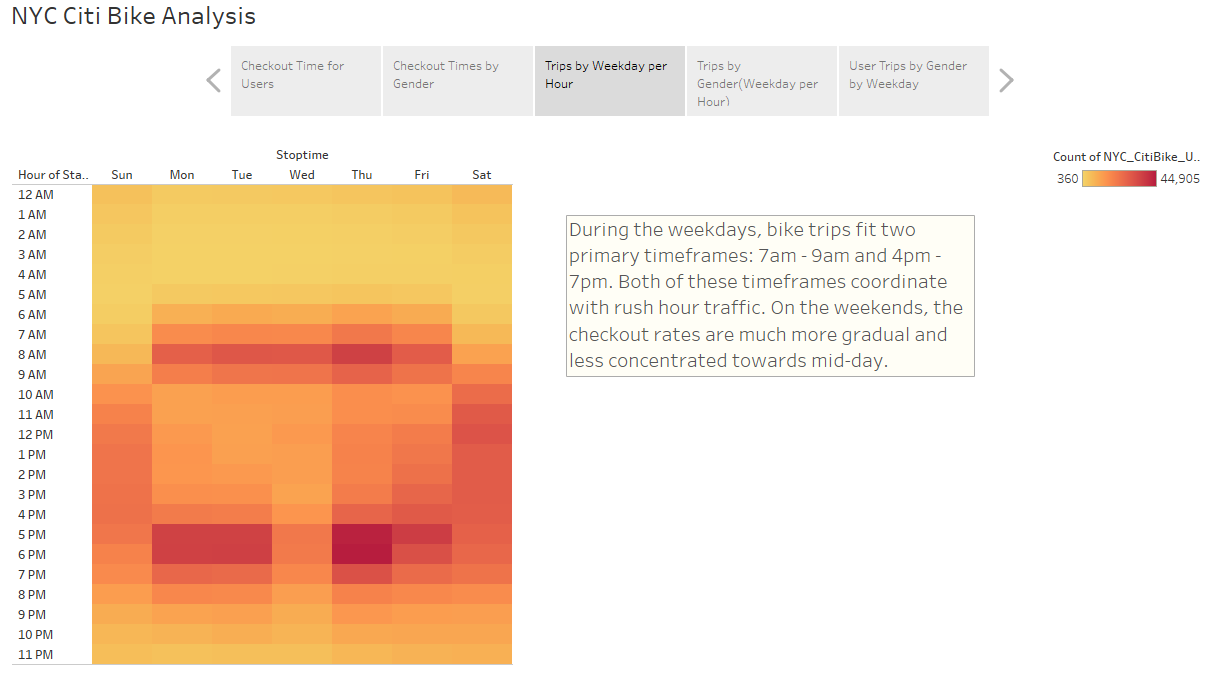 NYC Citi Bike Analysis
Checkout Time for
Users
Checkout Times by
Gender
Trips by Weekday per
Hour
Trips by
Gender(Weekday per
Hour)
User Trips by Gender
by Weekday
Stoptime
Hour of Sta.. Sun Mon Tue Wed Thu Fri Sat
12 AM
1 AM
2 AM
3 AM
4 AM
5 AM
6 AM
7 AM
8 AM
9 AM
10 AM
11 AM
12 PM
1 PM
2 PM
3 PM
4 PM
5 PM
6 PM
7 PM
8 PM
9 PM
10 PM
11 PM
During the weekdays, bike trips fit two
primary timeframes: 7am - 9am and 4pm -
7pm. Both of these timeframes coordinate
with rush hour traffic. On the weekends, the
checkout rates are much more gradual and
less concentrated towards mid-day.
Count of NYC_CitiBike_U..
360 44,905